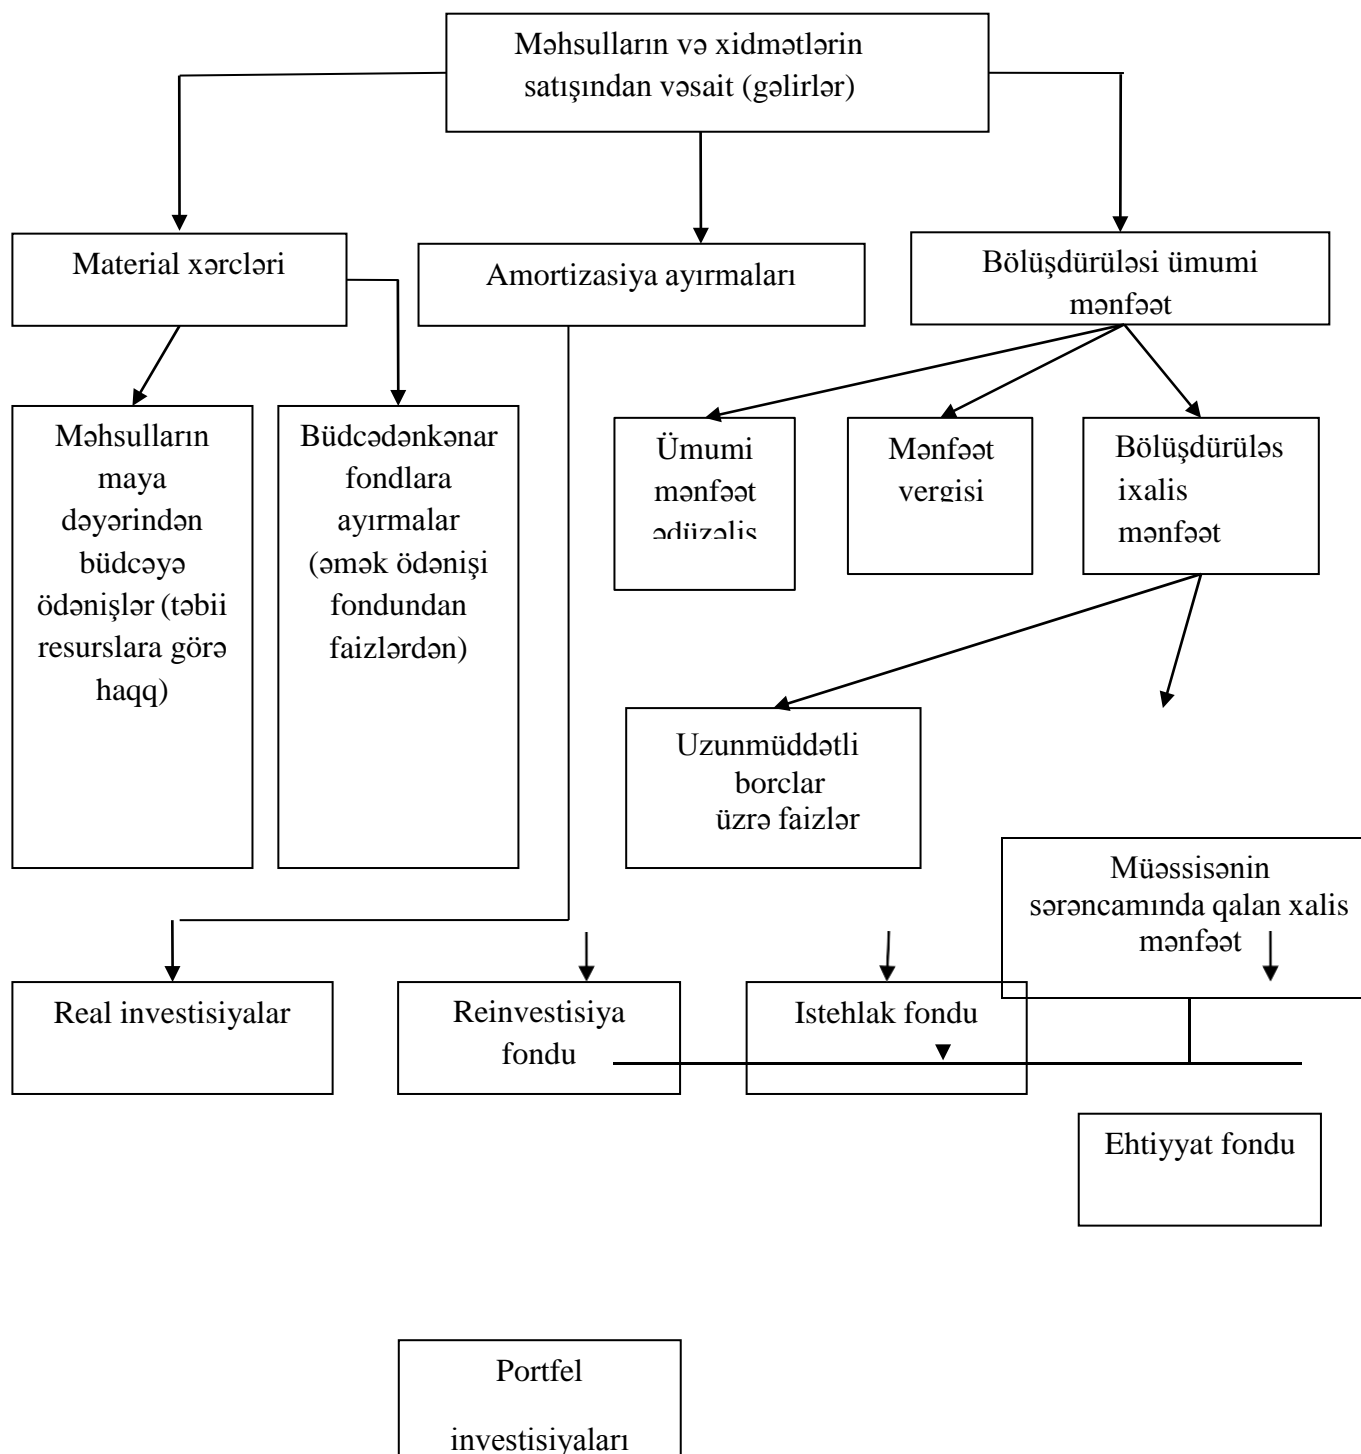 Məhsulların və xidmətlərin
satışından vəsait (gəlirlər)
Material xərcləri
Amortizasiya ayırmaları
Bölüşdürüləsi ümumi
mənfəət
Məhsulların
maya
dəyərindən
büdcəyə
ödənişlər (təbii
resurslara görə
haqq)
Büdcədənkənar
fondlara
ayırmalar
(əmək ödənişi
fondundan
faizlərdən)
Ümumi
mənfəət
ədüzəlis
Mənfəət
vergisi
Bölüşdürüləs
ixalis
mənfəət
Uzunmüddətli
borclar
üzrə faizlər
Müəssisənin
sərəncamında qalan xalis
mənfəət
Real investisiyalar
Reinvestisiya
fondu
Istehlak fondu
Ehtiyyat fondu
Portfel
investisiyaları